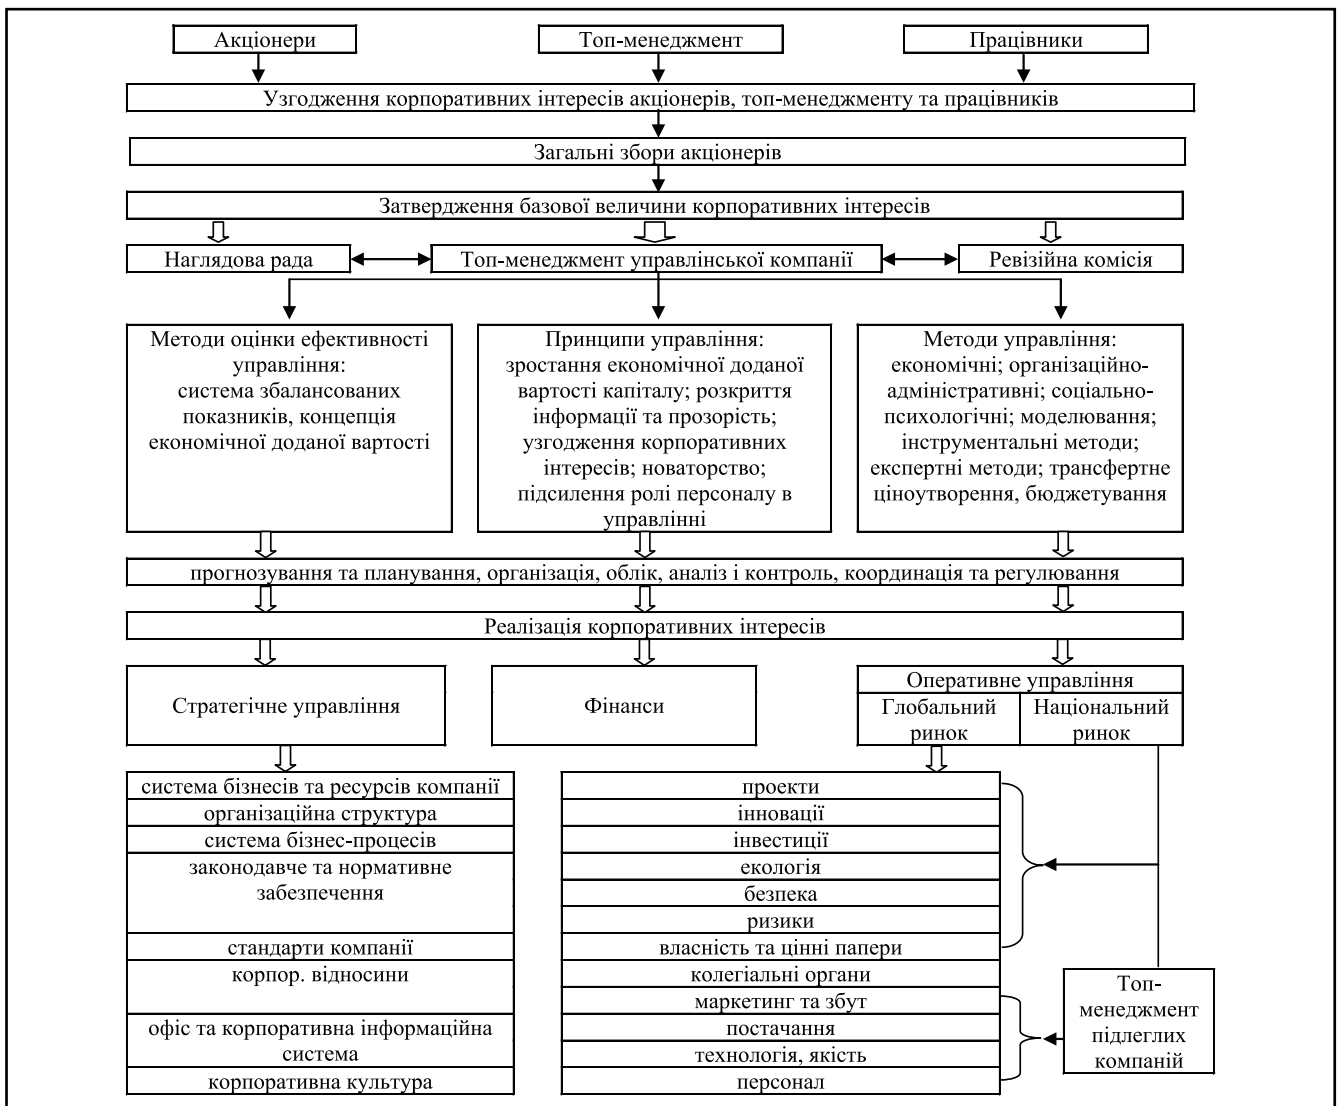 Акціонери
Топ-менеджмент
Працівники
Узгодження корпоративних інтересів акціонерів, топ-менеджменту та працівників
Загальні збори акціонерів
Затвердження базової величини корпоративних інтересів
Наглядова рада
Топ-менеджмент управлінської компанії
Ревізійна комісія
Методи оцінки ефективності
управління:
система збалансованих
показників, концепція
економічної доданої вартості
Принципи управління:
зростання економічної доданої
вартості капіталу; розкриття
інформації та прозорість;
узгодження корпоративних
інтересів; новаторство;
підсилення ролі персоналу в
управлінні
Методи управління:
економічні; організаційно-
адміністративні; соціально-
психологічні; моделювання;
інструментальні методи;
експертні методи; трансфертне
ціноутворення, бюджетування
прогнозування та планування, організація, облік, аналіз і контроль, координація та регулювання
Реалізація корпоративних інтересів
Стратегічне управління
Фінанси
Оперативне управління
Глобальний
ринок
Національний
ринок
система бізнесів та ресурсів компанії
організаційна структура
система бізнес-процесів
законодавче та нормативне
забезпечення
стандарти компанії
корпор. відносини
офіс та корпоративна інформаційна
система
корпоративна культура
проекти
інновації
інвестиції
екологія
безпека
ризики
власність та цінні папери
колегіальні органи
маркетинг та збут
постачання
технологія, якість
персонал
Топ-
менеджмент
підлеглих
компаній